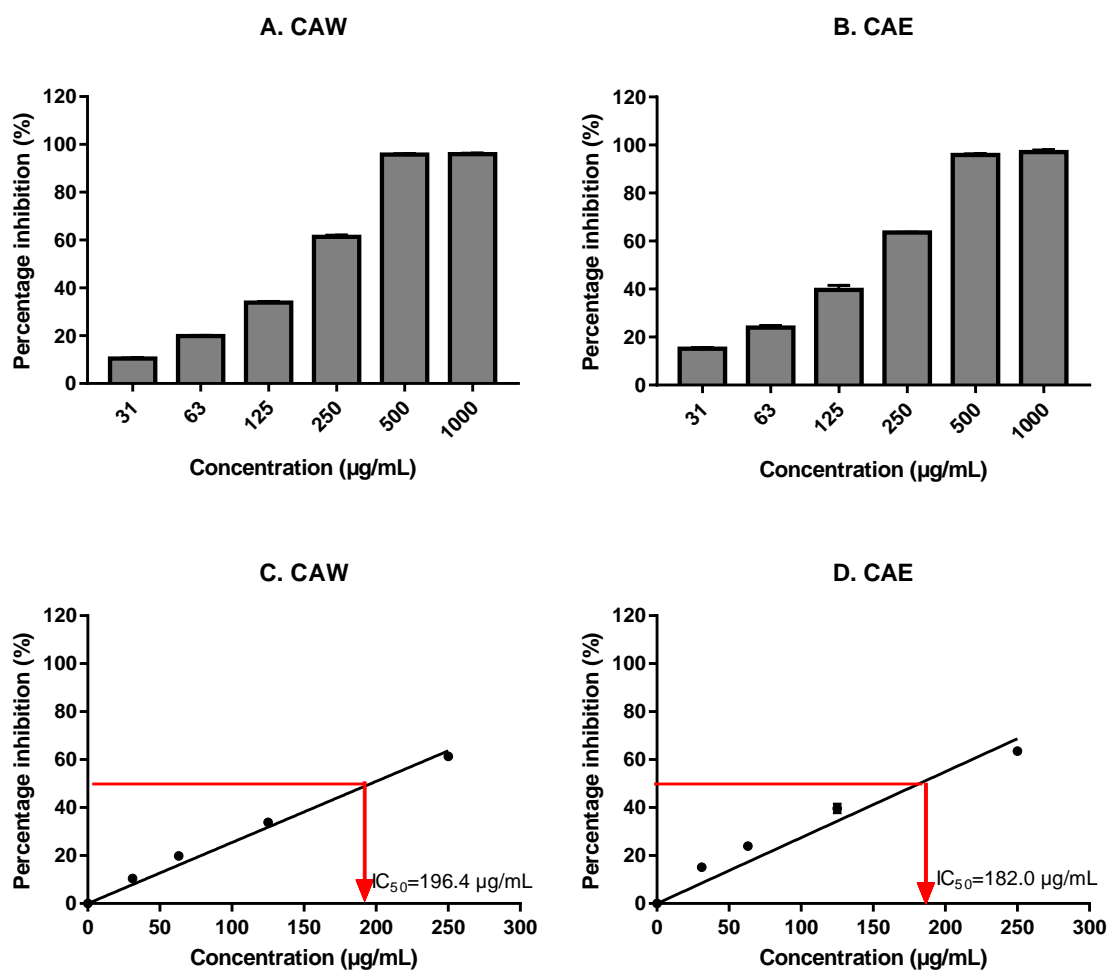 A. CAW
120
100
80
60
40
20
0
Percentage inhibition (%)
31
63
125
250
500
1000
Concentration (µg/mL)
B. CAE
120
100
80
60
40
20
0
Percentage inhibition (%)
31
63
125
250
500
1000
Concentration (µg/mL)
C. CAW
120
100
80
60
40
20
0
Percentage inhibition (%)
IC₅₀=196.4 µg/mL
0 50 100 150 200 250 300
Concentration (µg/mL)
D. CAE
120
100
80
60
40
20
0
Percentage inhibition (%)
IC₅₀=182.0 µg/mL
0 50 100 150 200 250 300
Concentration (µg/mL)